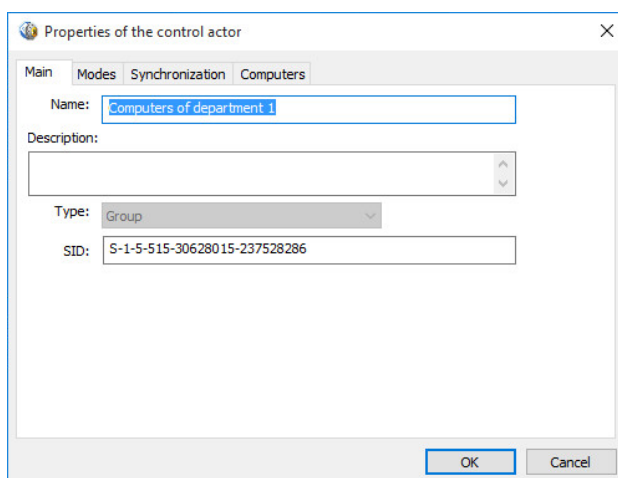 Properties of the control actor
Main Modes Synchronization Computers
Name: Computers of department 1
Description:
Type: Group
SID: S-1-5-515-30628015-237528286
OK Cancel